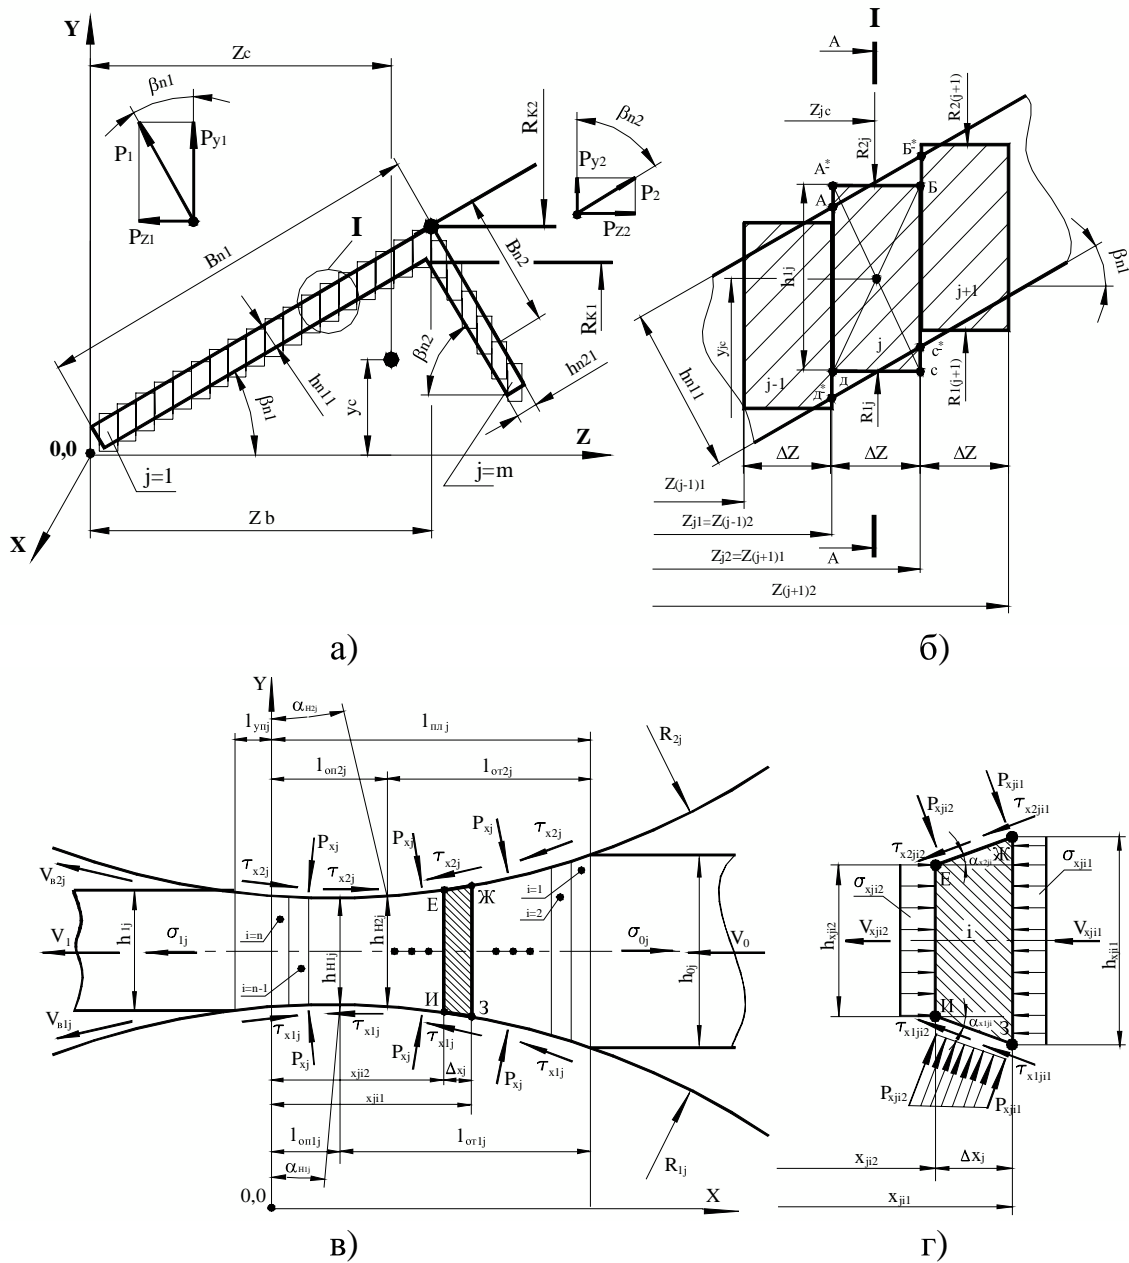 Y
Zc
βn1
P1
Py1
PZ1
Bn1
I
RK2
βn2
Py2
P2
PZ2
Bn2
RK1
βn2
hn11
βn1
hn21
yc
0,0
Z
j=1
j=m
Z b
X
а)
I
A
Zjc
R2j
R2(j+1)
Б*
А*
Б
А
h1j
βn1
j+1
yjc
j
с*
hn11
j-1
д
с
д*
R1j
R1(j+1)
ΔZ
ΔZ
ΔZ
Z(j-1)1
Zj1=Z(j-1)2
Zj2=Z(j+1)1
A
Z(j+1)2
б)
Y
αН2j
lупj
lпл j
R2j
lоп2j
lот2j
Pxj
Pxj
Pxj
τx2j
τx2j
τx2j
τx2j
Vв2j
Е
Ж
i=1
i=2
h1j
i=n
hН2j
V1
σ1j
σ0j
V0
i=n-1
hН1j
h0j
И
З
Vв1j
τx1j
τx1j
τx1j
τx1j
Pxj
Pxj
Pxj
xji2
Δxj
xji1
lоп1j
lот1j
αН1j
R1j
0,0
X
в)
Pxji1
Pxji2
τx2ji1
τx2ji2
αx2ji
Ж
σxji1
Е
σxji2
hxji2
Vxji2
i
Vxji1
hxji1
И
αx1ji
З
τx1ji2
τx1ji1
Pxji2
Pxji1
xji2
Δxj
xji1
г)